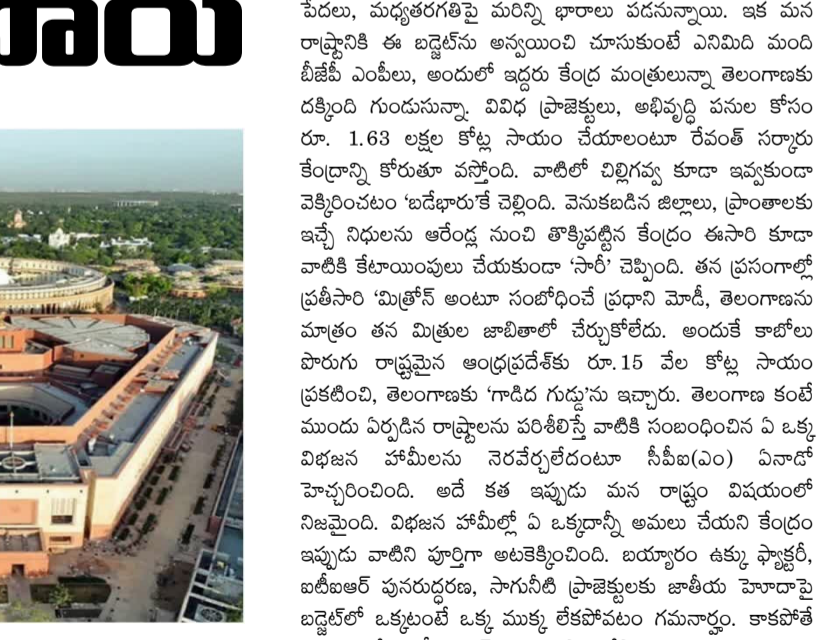 పేదలు, మధ్యతరగతిపై మరిన్ని భారాలు పడనున్నాయి. ఇక మన
రాష్ట్రానికి ఈ బడ్జెట్‌ను అన్వయించి చూసుకుంటే ఎనిమిది మంది
బీజేపీ ఎంపీలు, అందులో ఇద్దరు కేంద్ర మంత్రులున్నా తెలంగాణకు
దక్కింది గుండుసున్నా. వివిధ ప్రాజెక్టులు, అభివృద్ధి పనుల కోసం
రూ. 1.63 లక్షల కోట్ల సాయం చేయాలంటూ రేవంత్ సర్కారు
కేంద్రాన్ని కోరుతూ వస్తోంది. వాటిలో చిల్లిగవ్వ కూడా ఇవ్వకుండా
వెక్కిరించటం ‘బడేభారు’కే చెల్లింది. వెనుకబడిన జిల్లాలు, ప్రాంతాలకు
ఇచ్చే నిధులను ఆరేండ్ల నుంచి తొక్కిపట్టిన కేంద్రం ఈసారి కూడా
వాటికి కేటాయింపులు చేయకుండా ‘సారీ’ చెప్పింది. తన ప్రసంగాల్లో
ప్రతీసారి ‘మిత్రోన్ అంటూ సంబోధించే ప్రధాని మోడీ, తెలంగాణను
మాత్రం తన మిత్రుల జాబితాలో చేర్చుకోలేదు. అందుకే కాబోలు
పొరుగు రాష్ట్రమైన ఆంధ్రప్రదేశ్‌కు రూ.15 వేల కోట్ల సాయం
ప్రకటించి, తెలంగాణకు ‘గాడిద గుడ్డు’ను ఇచ్చారు. తెలంగాణ కంటే
ముందు ఏర్పడిన రాష్ట్రాలను పరిశీలిస్తే వాటికి సంబంధించిన ఏ ఒక్క
విభజన హామీలను నెరవేర్చలేదంటూ సీపీఐ(ఎం) ఏనాడో
హెచ్చరించింది. అదే కత ఇప్పుడు మన రాష్ట్రం విషయంలో
నిజమైంది. విభజన హామీల్లో ఏ ఒక్కదాన్నీ అమలు చేయని కేంద్రం
ఇప్పుడు వాటిని పూర్తిగా అటకెక్కించింది. బయ్యారం ఉక్కు ఫ్యాక్టరీ,
ఐటీఐఆర్ పునరుద్ధరణ, సాగునీటి ప్రాజెక్టులకు జాతీయ హెూదాపై
బడ్జెట్‌లో ఒక్కటంటే ఒక్క ముక్క లేకపోవటం గమనార్హం. కాకపోతే